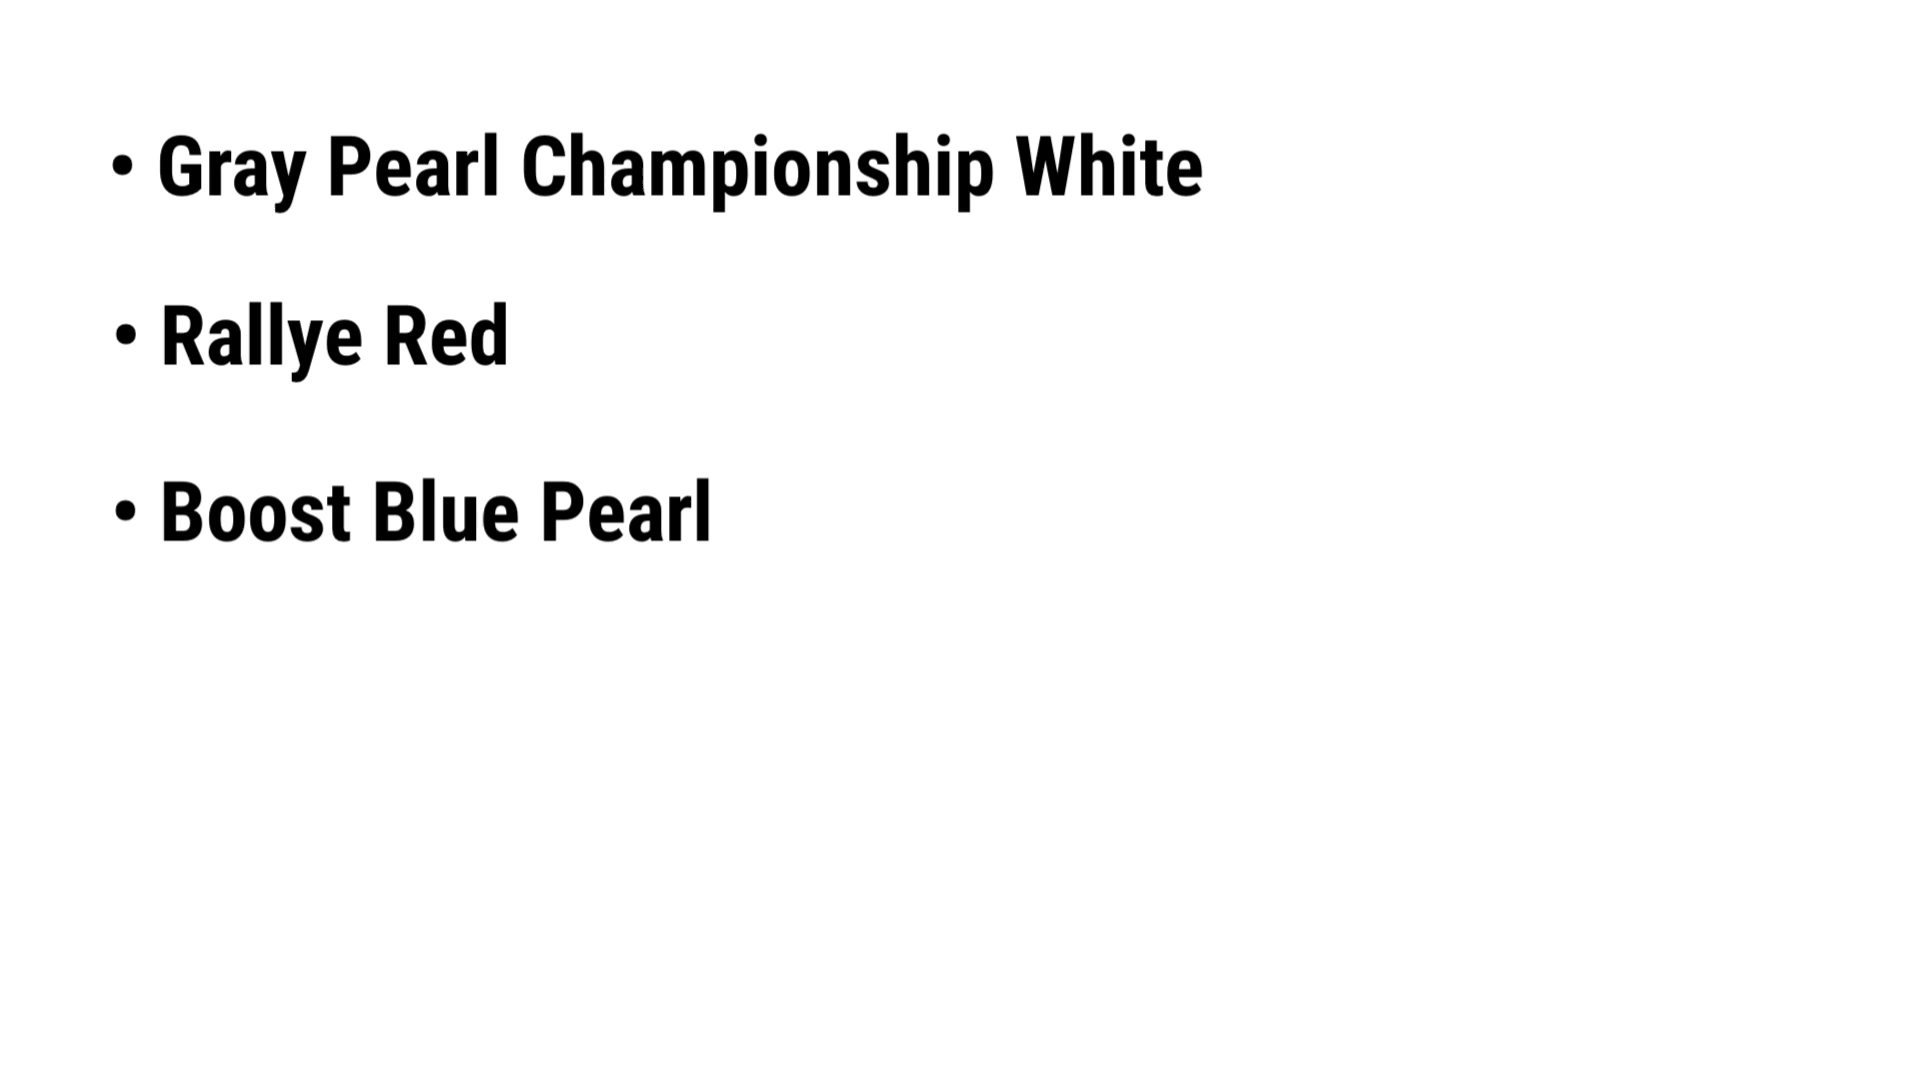 • Gray Pearl Championship White
• Rallye Red
• Boost Blue Pearl